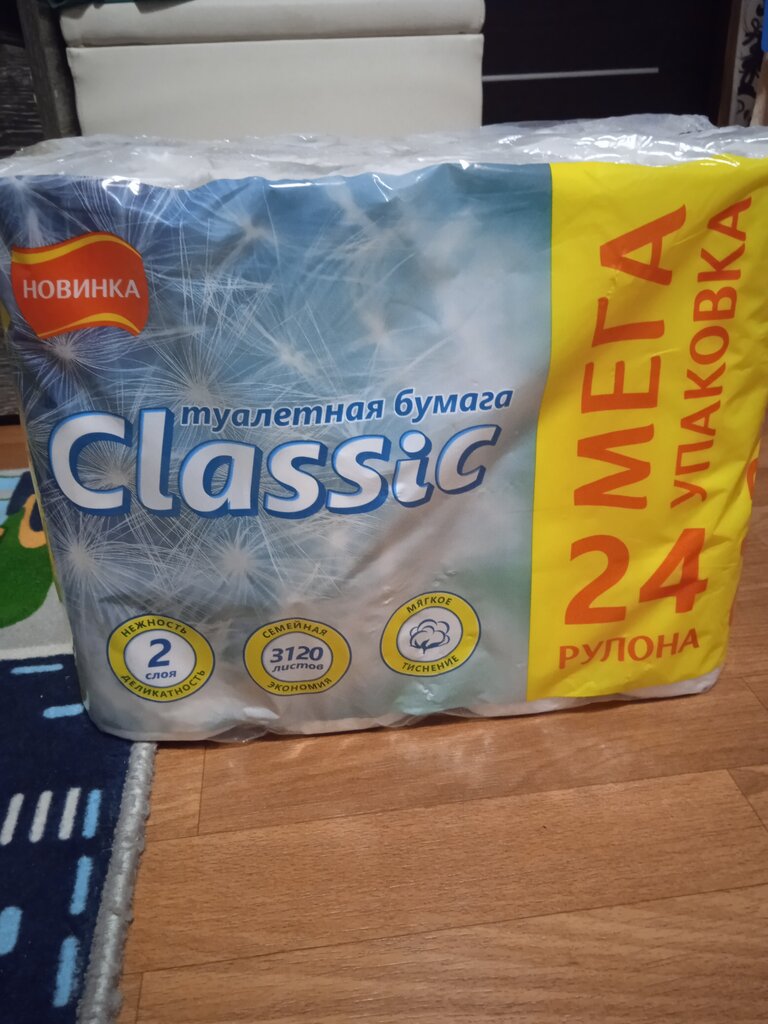 НОВИНКА
туалетная бумага
Classic
НЕЖНОСТЬ
2
слоя
ДЕЛИКАТНОСТЬ
СЕМЕЙНАЯ
3120
листов
ЭКОНОМИЯ
МЯГКОЕ
ТИСНЕНИЕ
МЕГА
УПАКОВКА
24
РУЛОНА